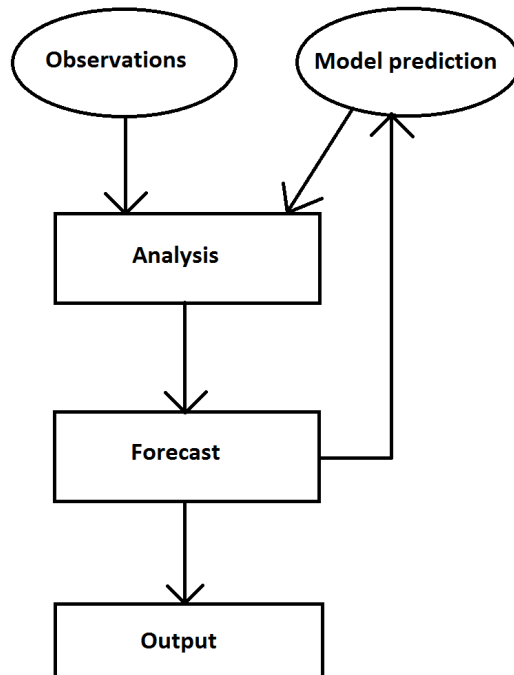 Observations
Model prediction
Analysis
Forecast
Output